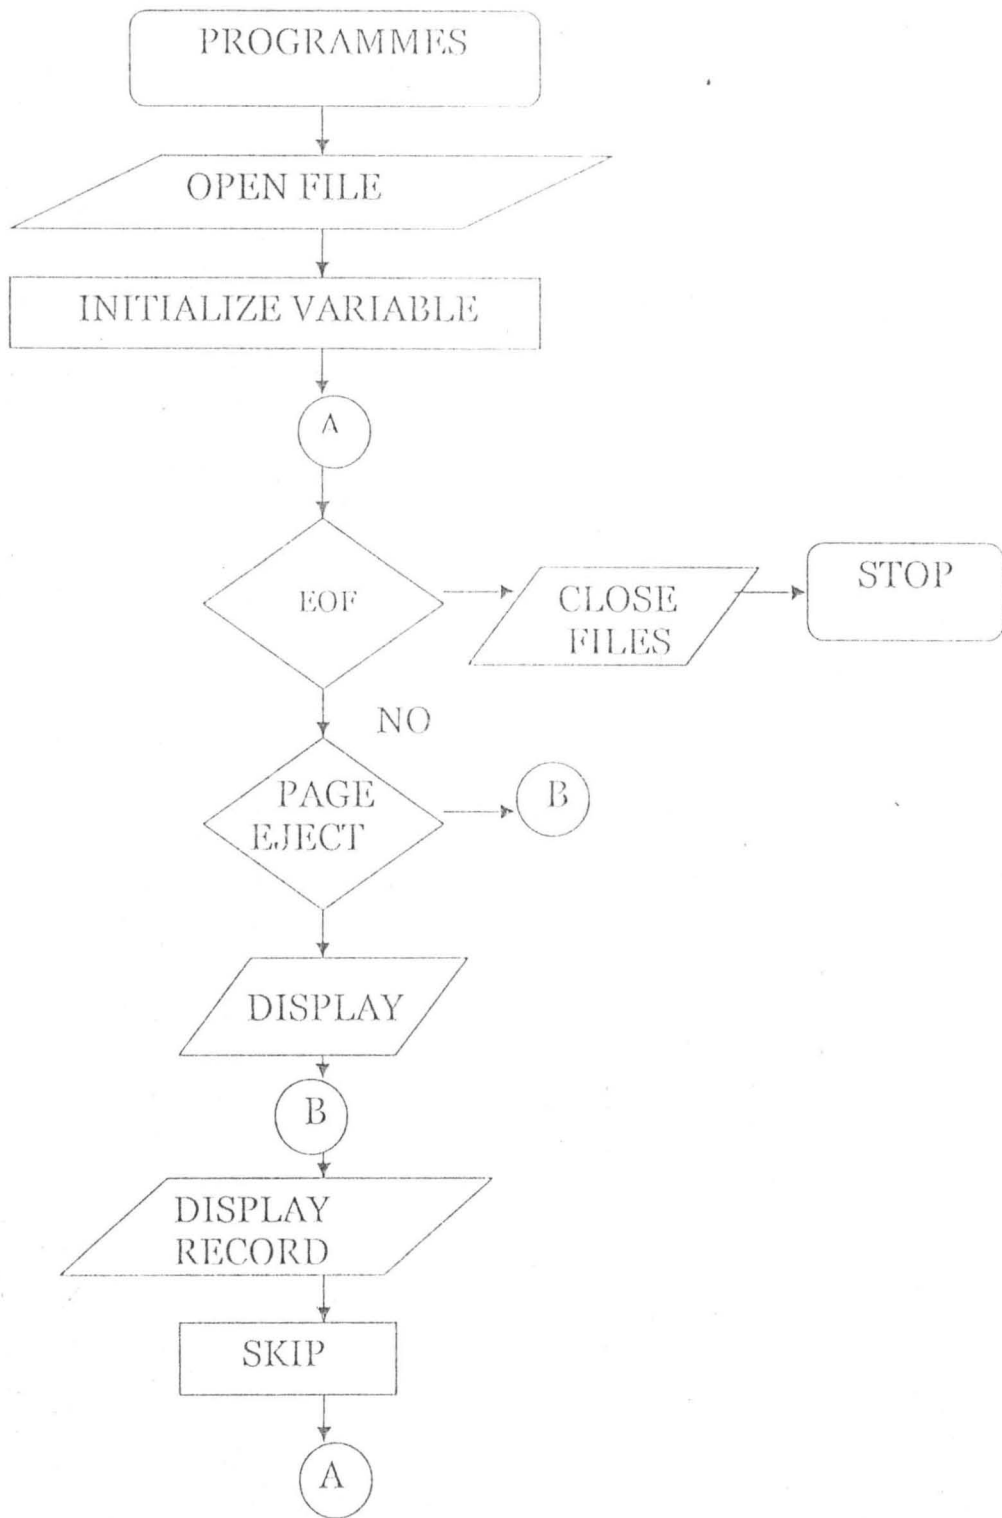 PROGRAMMES
OPEN FILE
INITIALIZE VARIABLE
A
EOF
CLOSE
FILES
STOP
NO
PAGE
EJECT
B
DISPLAY
B
DISPLAY
RECORD
SKIP
A